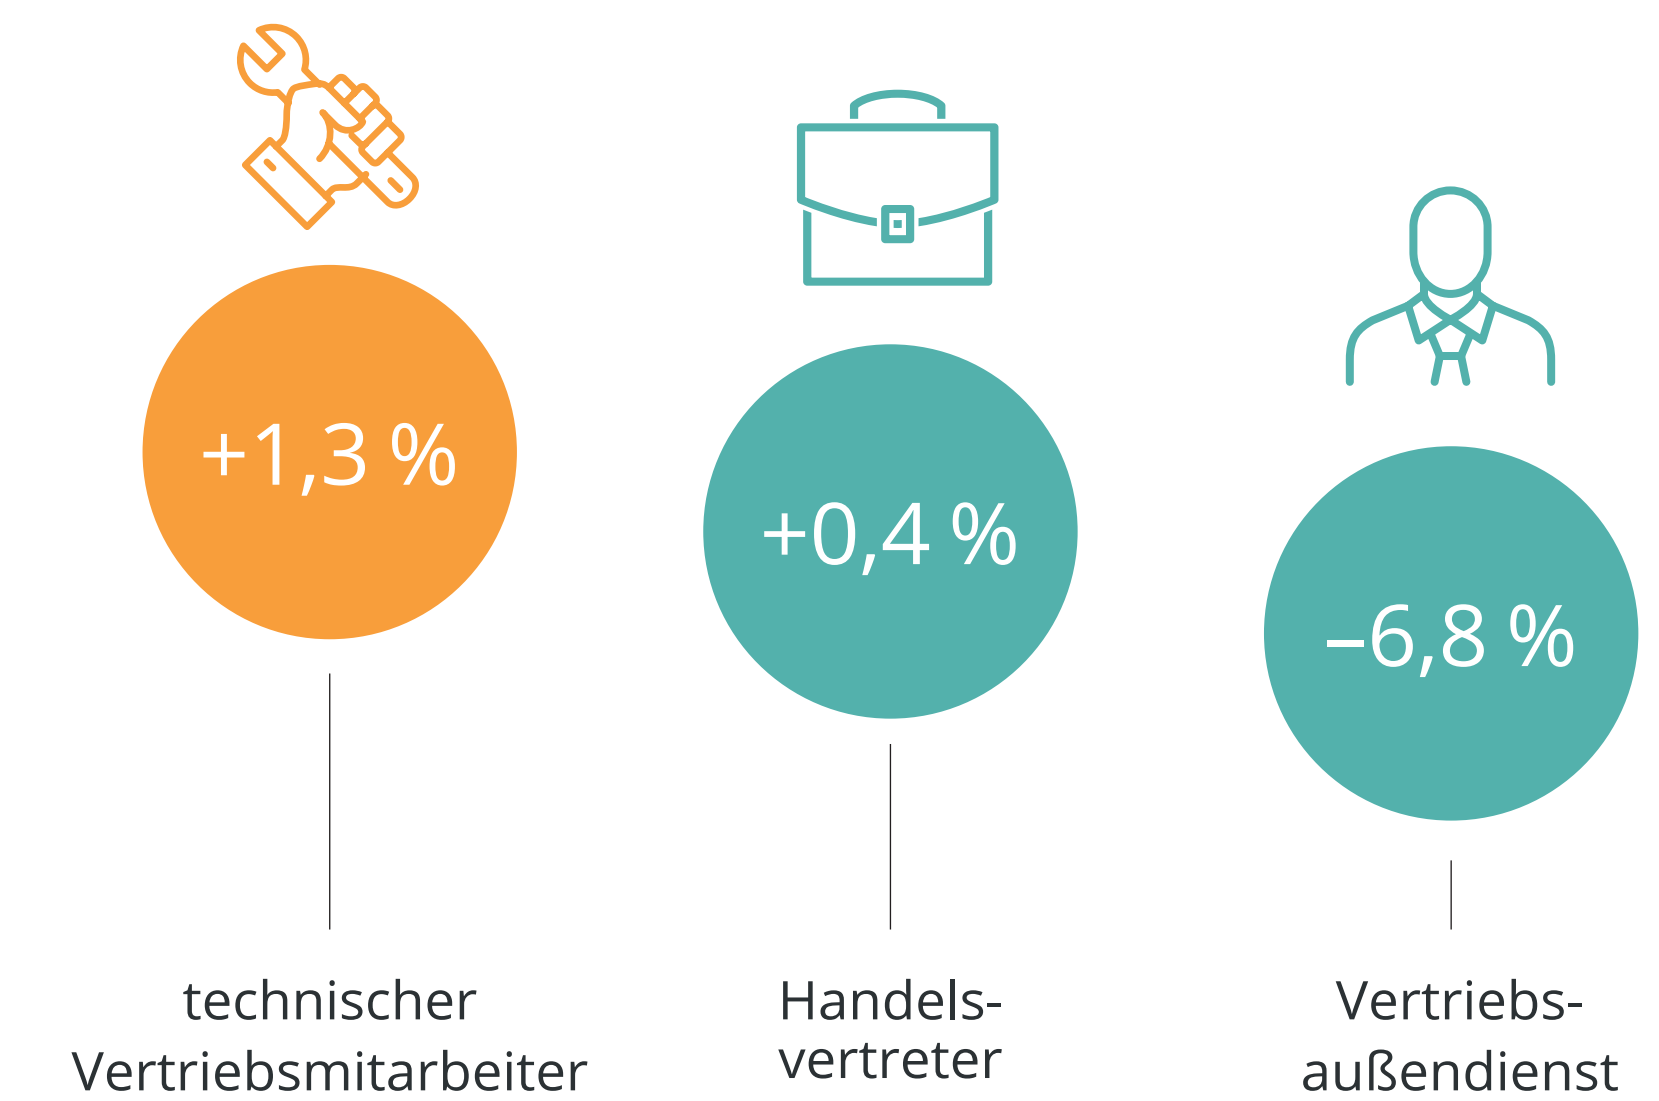 +1,3 %
+0,4 %
–6,8 %
technischer
Vertriebsmitarbeiter
Handels-
vertreter
Vertriebs-
außendienst